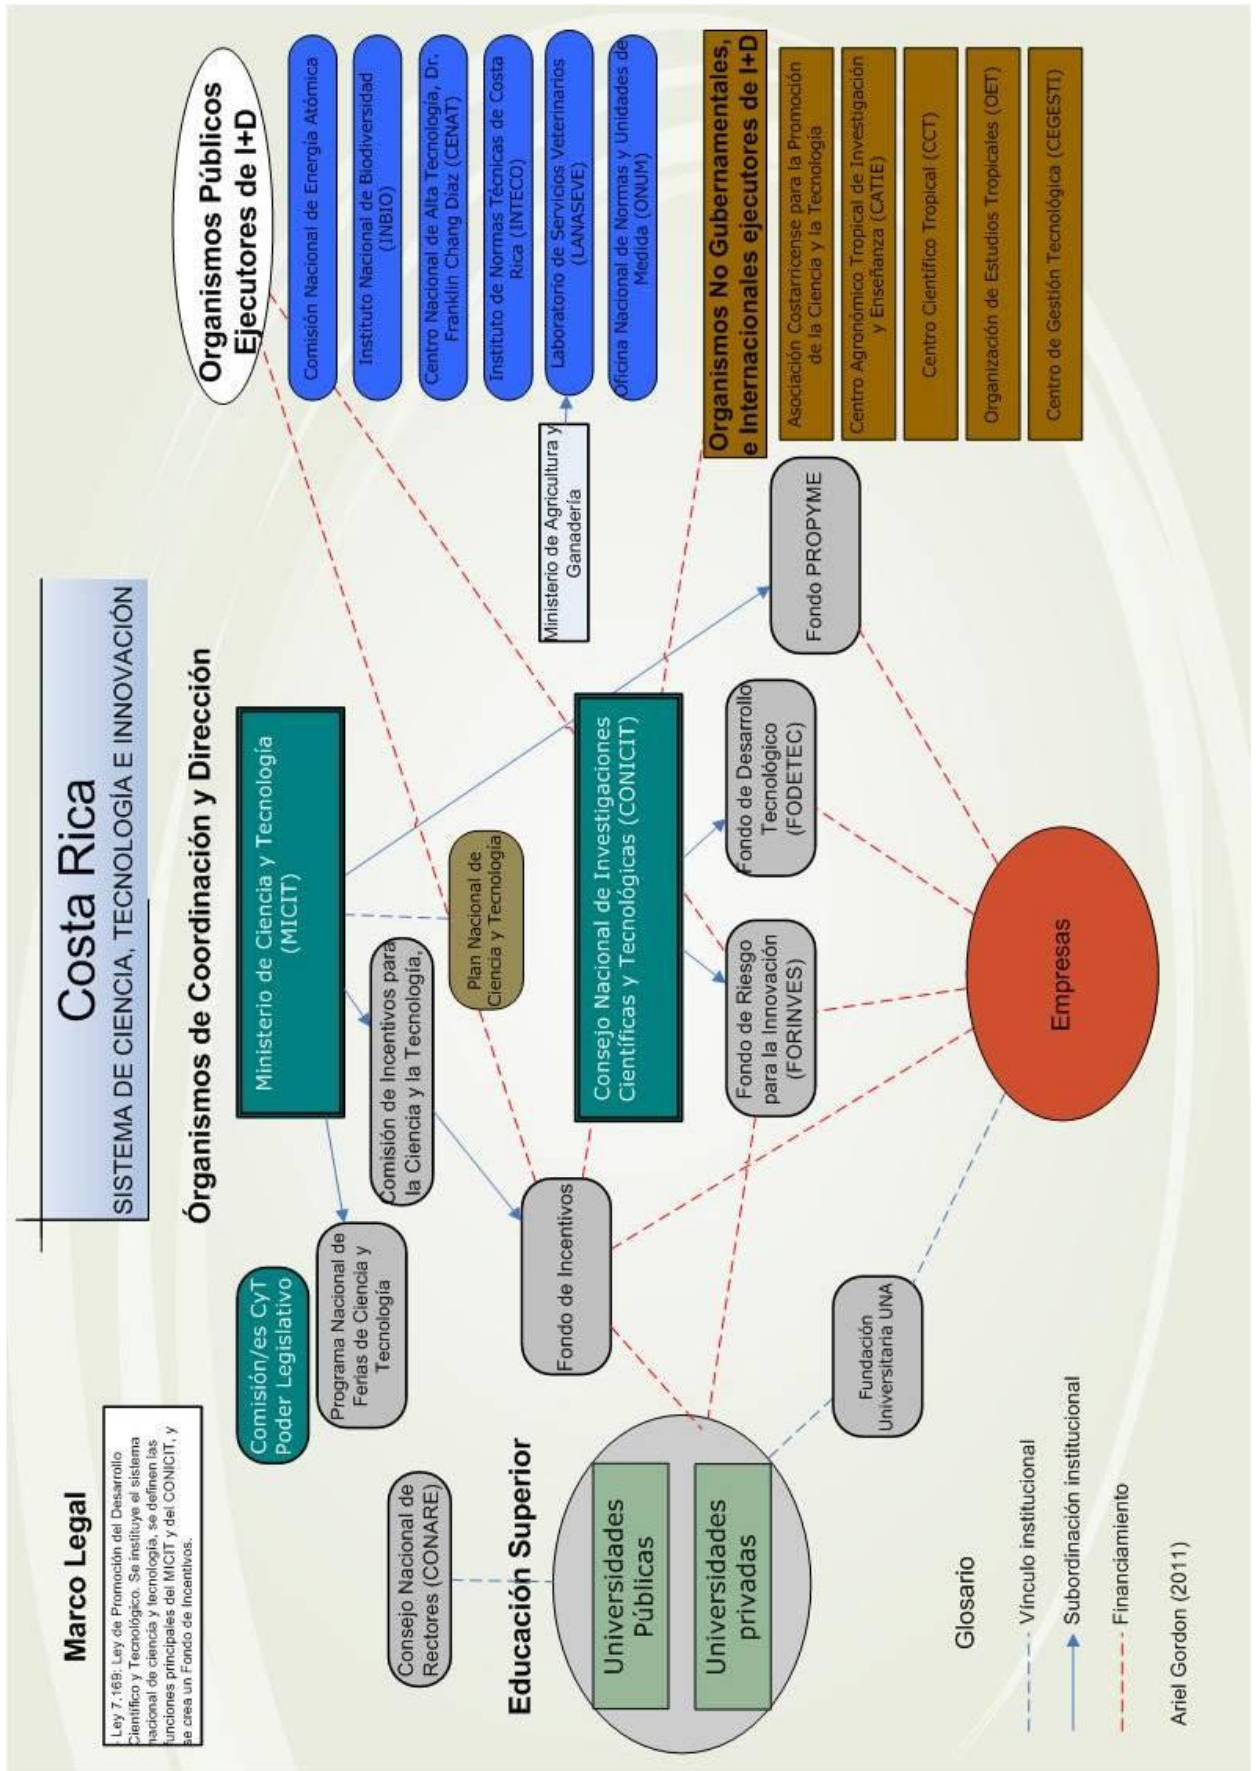 Costa Rica
SISTEMA DE CIENCIA, TECNOLOGÍA E INNOVACIÓN
Marco Legal
Ley 7.169: Ley de Promoción del Desarrollo
Científico y Tecnológico. Se instituye el sistema
nacional de ciencia y tecnología, se definen las
funciones principales del MICIT y del CONICIT, y
se crea un Fondo de Incentivos.
Órganismos de Coordinación y Dirección
Organismos Públicos
Ejecutores de I+D
Comisión/es CyT
Poder Legislativo
Ministerio de Ciencia y Tecnología
(MICIT)
Comisión Nacional de Energía Atómica
Instituto Nacional de Biodiversidad
(INBIO)
Centro Nacional de Alta Tecnología, Dr.
Franklin Chang Diaz (CENAT)
Instituto de Normas Técnicas de Costa
Rica (INTECO)
Laboratorio de Servicios Veterinarios
(LANASEVE)
Oficina Nacional de Normas y Unidades de
Medida (ONUM)
Programa Nacional de
Ferias de Ciencia y
Tecnología
Comisión de Incentivos para
la Ciencia y la Tecnología,
Plan Nacional de
Ciencia y Tecnología
Consejo Nacional de
Rectores (CONARE)
Ministerio de Agricultura y
Ganadería
Educación Superior
Fondo de Incentivos
Consejo Nacional de Investigaciones
Científicas y Tecnológicas (CONICIT)
Universidades
Públicas
Universidades
privadas
Organismos No Gubernamentales,
e Internacionales ejecutores de I+D
Asociación Costarricense para la Promoción
de la Ciencia y la Tecnología
Centro Agronómico Tropical de Investigación
y Enseñanza (CATIE)
Centro Científico Tropical (CCT)
Organización de Estudios Tropicales (OET)
Centro de Gestión Tecnológica (CEGESTI)
Fondo de Riesgo
para la Innovación
(FORINVES)
Fondo de Desarrollo
Tecnológico
(FODETEC)
Fondo PROPYME
Fundación
Universitaria UNA
Empresas
Glosario
Vínculo institucional
Subordinación institucional
Financiamiento
Ariel Gordon (2011)